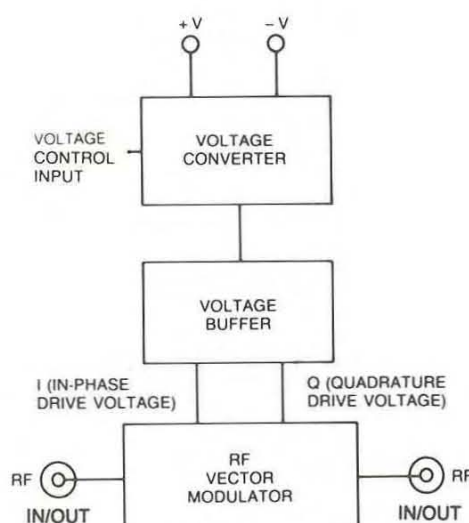 + V
– V
VOLTAGE
CONTROL
INPUT
VOLTAGE
CONVERTER
VOLTAGE
BUFFER
I (IN-PHASE
DRIVE VOLTAGE)
Q (QUADRATURE
DRIVE VOLTAGE)
RF
IN/OUT
RF
VECTOR
MODULATOR
RF
IN/OUT